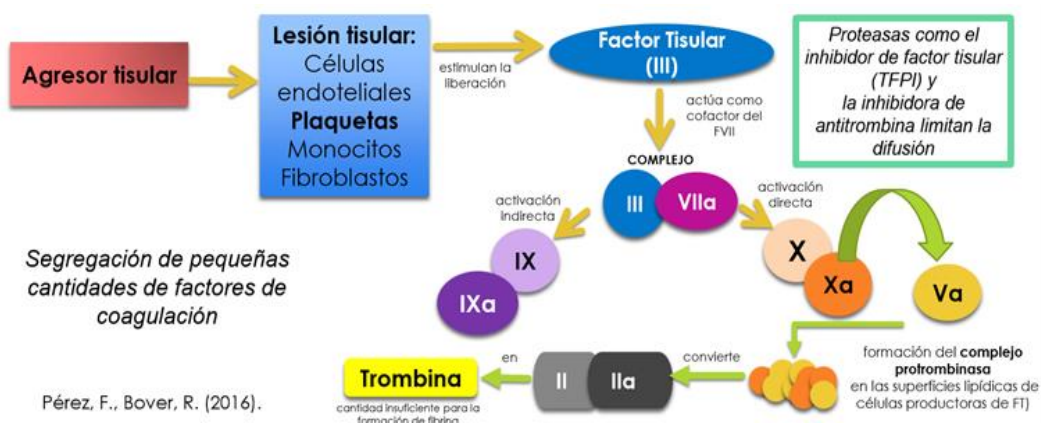 Agresor tisular
Lesión tisular:
Células
endoteliales
Plaquetas
Monocitos
Fibroblastos
estimulan la
liberación
Factor Tisular
(III)
Proteasas como el
inhibidor de factor tisular
(TFPI) y
la inhibidora de
antitrombina limitan la
difusión
actúa como
cofactor del
FVII
COMPLEJO
III
VIIa
activación
indirecta
activación
directa
IX
IXa
X
Xa
Va
Segregación de pequeñas
cantidades de factores de
coagulación
formación del complejo
protrombinasa
en las superficies lipídicas de
células productoras de FT)
convierte
II
IIa
en
Trombina
cantidad insuficiente para la
formación de fibrina
Pérez, F., Bover, R. (2016).